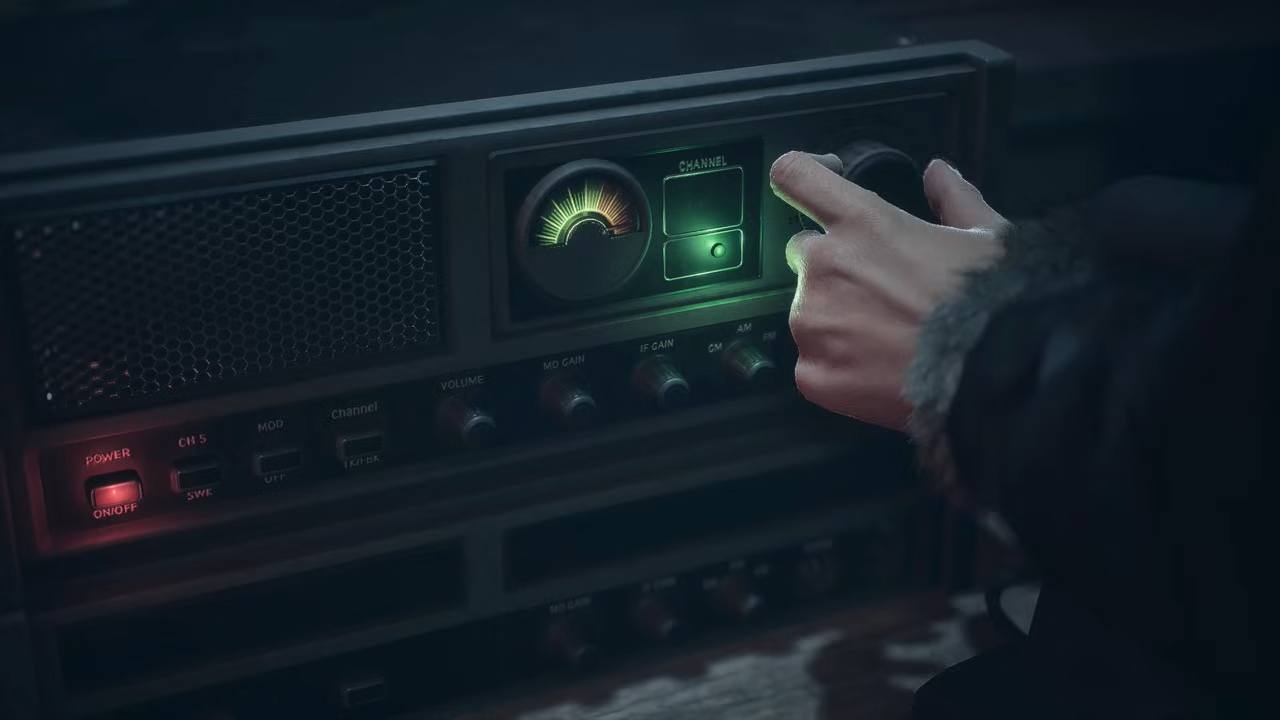 CHANNEL
AM
GM FM
IF GAIN
MD GAIN
VOLUME
Channel
MOD
OFF
CH 5
SWK
POWER
ON/OFF
MD GAIN